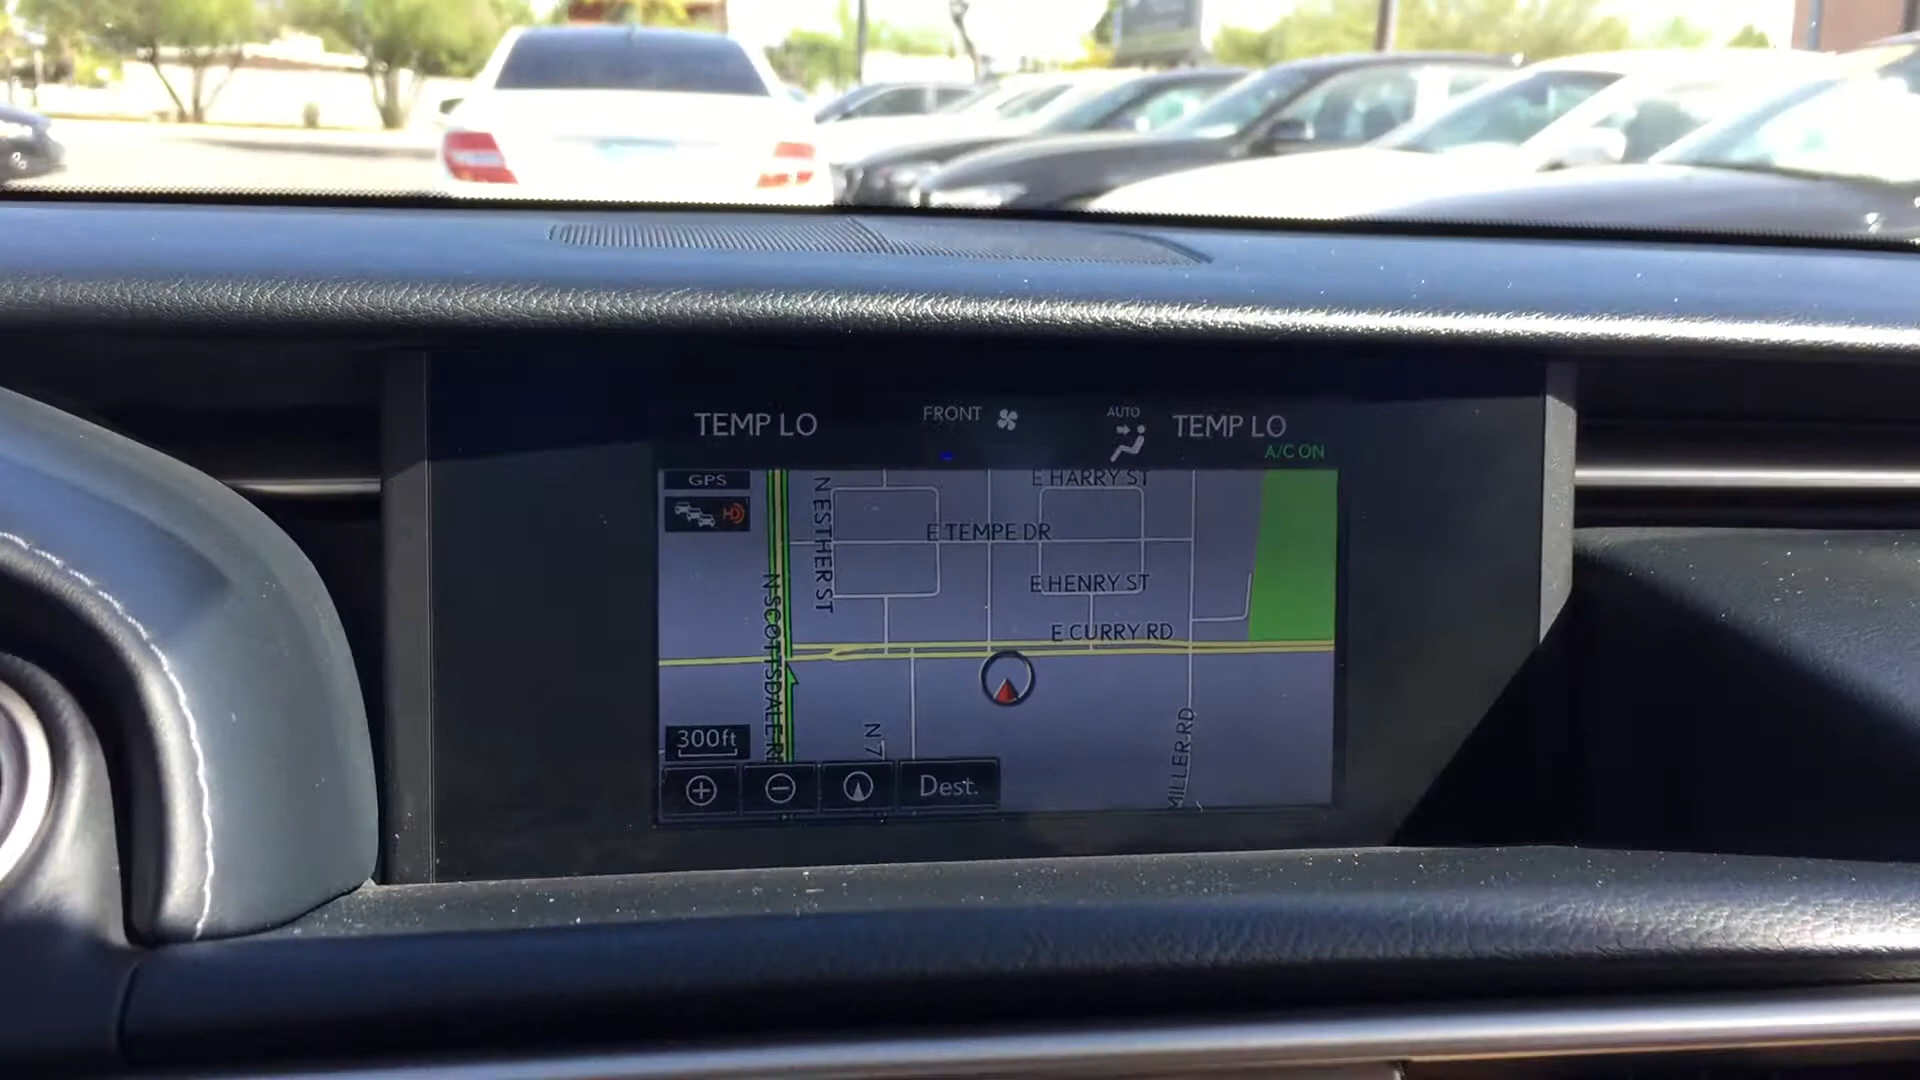 TEMP LO
FRONT
AUTO
TEMP LO
A/C ON
GPS
HD
E HARRY ST
N ESTHER ST
E TEMPE DR
E HENRY ST
N SCOTTSDALE R
E CURRY RD
300ft
N 7
MILLER RD
Dest.